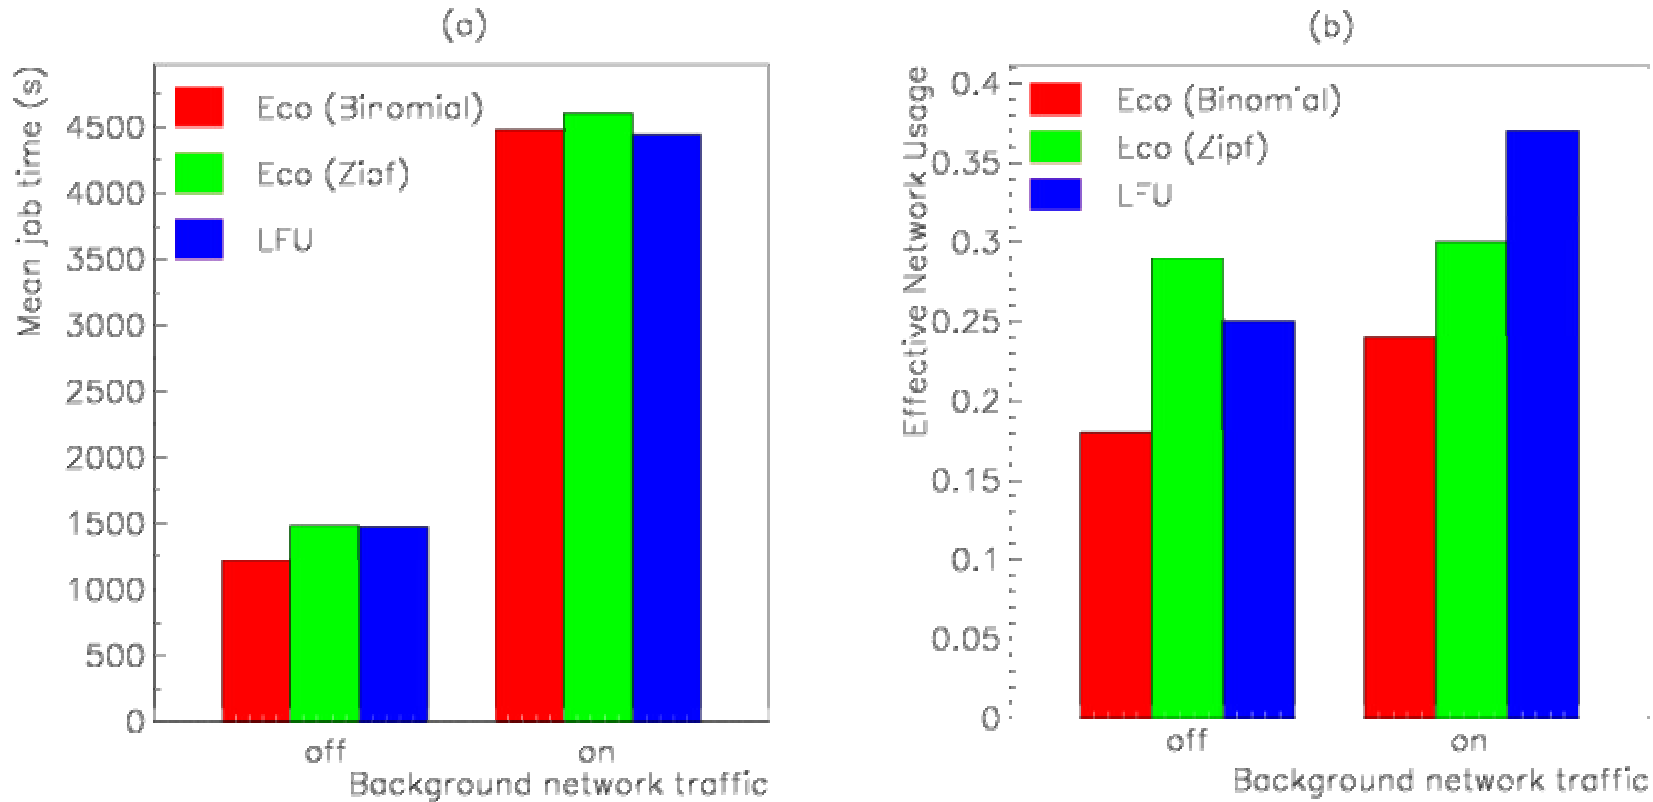 (a)
Mean job time (s)
4500
4000
3500
3000
2500
2000
1500
1000
500
0
Eco (Binomial)
Eco (Zipf)
LFU
off
on
Background network traffic
(b)
Effective Network Usage
0.4
0.35
0.3
0.25
0.2
0.15
0.1
0.05
0
Eco (Binomial)
Eco (Zipf)
LFU
off
on
Background network traffic